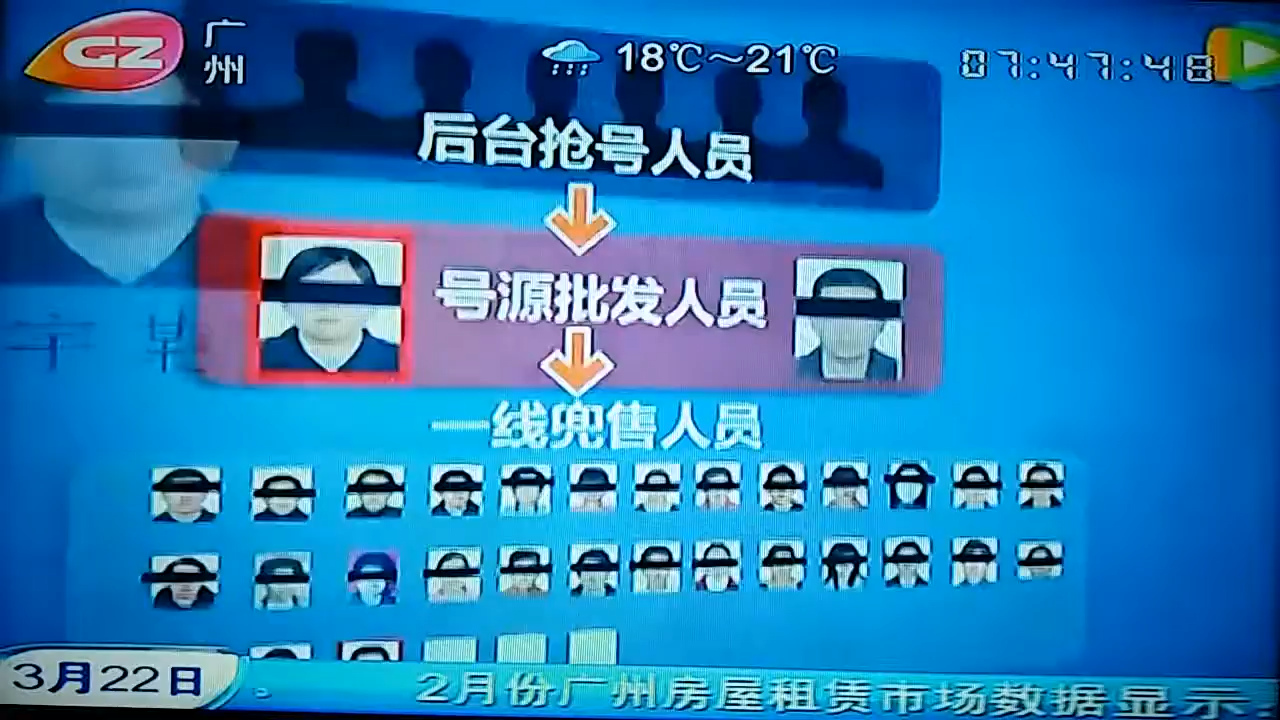 GZ
广州
18℃～21℃
07:47:48
后台抢号人员
号源批发人员
一线兜售人员
3月22日
。 2月份广州房屋租赁市场数据显示，